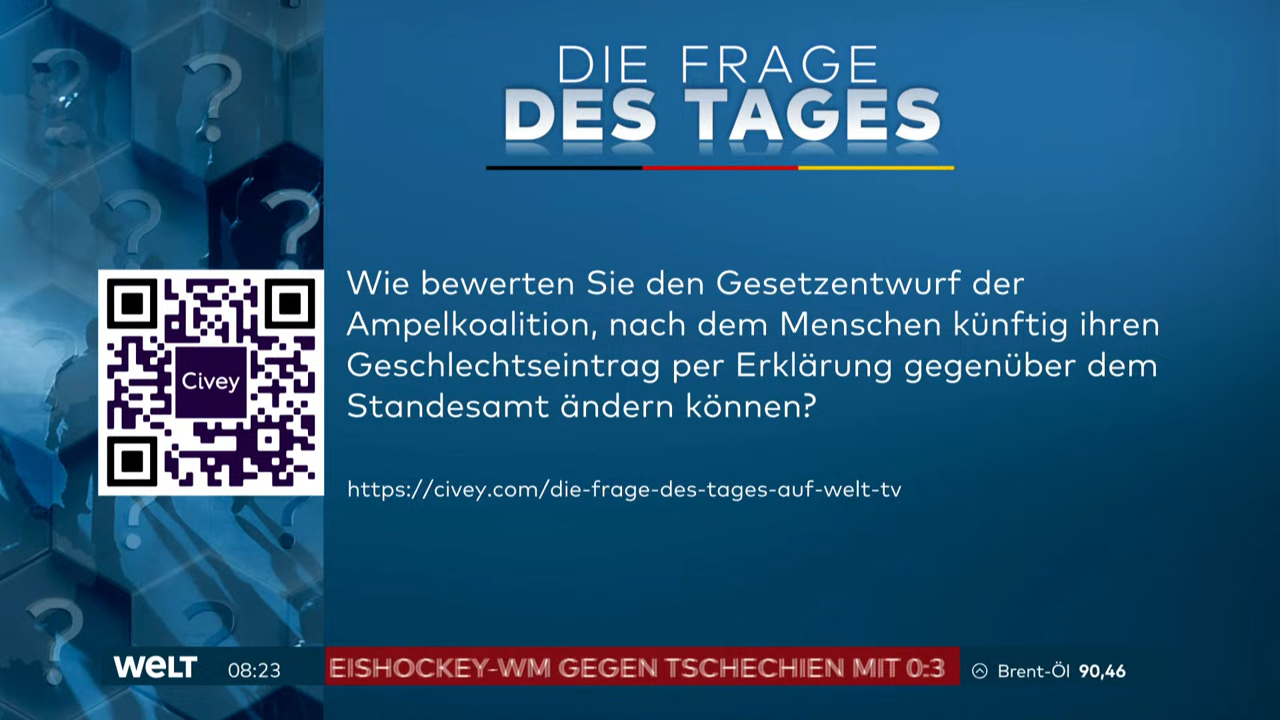 DIE FRAGE
DES TAGES
Civey
Wie bewerten Sie den Gesetzentwurf der
Ampelkoalition, nach dem Menschen künftig ihren
Geschlechtseintrag per Erklärung gegenüber dem
Standesamt ändern können?
https://civey.com/die-frage-des-tages-auf-welt-tv
WELT 08:23 EISHOCKEY-WM GEGEN TSCHECHIEN MIT 0:3 Brent-Öl 90,46